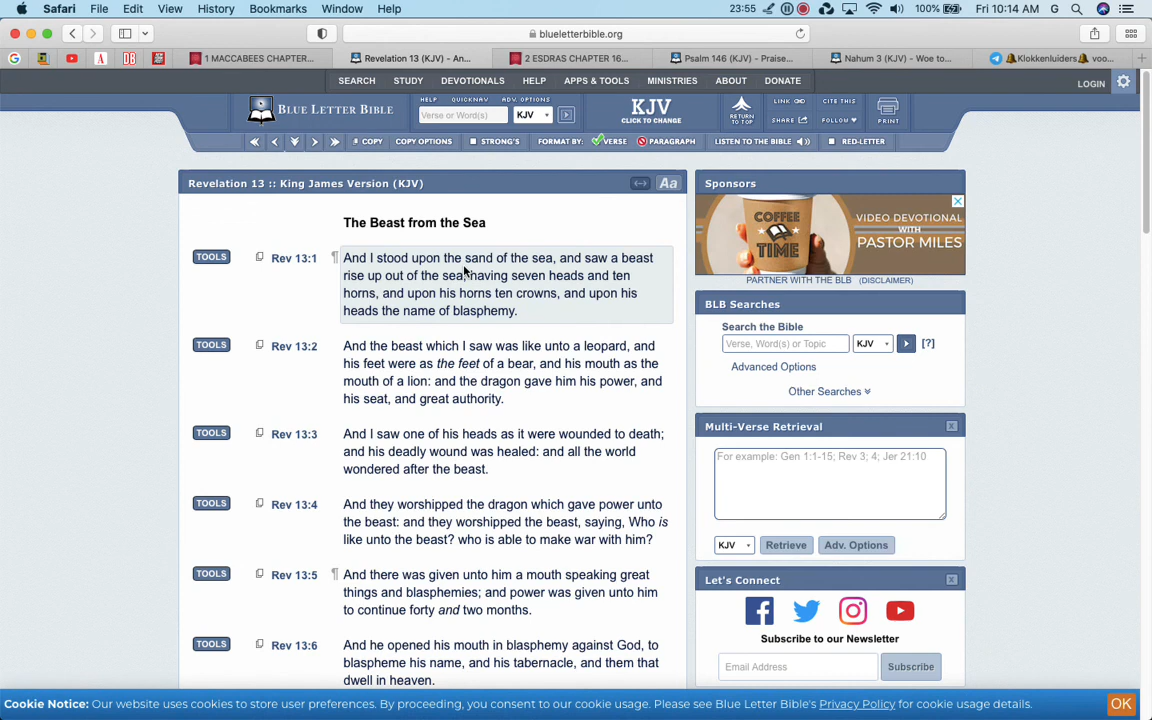 Safari File Edit View History Bookmarks Window Help 23:55 100% Fri 10:14 AM G
blueletterbible.org
1 MACCABEES CHAPTER... Revelation 13 (KJV) - An... 2 ESDRAS CHAPTER 16... Psalm 146 (KJV) - Praise... Nahum 3 (KJV) - Woe to... Klokkenluiders voo...
SEARCH STUDY DEVOTIONALS HELP APPS & TOOLS MINISTRIES ABOUT DONATE LOGIN
BLUE LETTER BIBLE
HELP QUICKNAV ADV. OPTIONS
Verse or Word(s) KJV
KJV
CLICK TO CHANGE
RETURN
TO TOP
LINK CITE THIS
SHARE FOLLOW
PRINT
COPY COPY OPTIONS STRONG'S FORMAT BY: VERSE PARAGRAPH LISTEN TO THE BIBLE RED-LETTER
Revelation 13 :: King James Version (KJV) Aa
The Beast from the Sea
TOOLS Rev 13:1 ¶ And I stood upon the sand of the sea, and saw a beast
rise up out of the sea, having seven heads and ten
horns, and upon his horns ten crowns, and upon his
heads the name of blasphemy.
TOOLS Rev 13:2 And the beast which I saw was like unto a leopard, and
his feet were as the feet of a bear, and his mouth as the
mouth of a lion: and the dragon gave him his power, and
his seat, and great authority.
TOOLS Rev 13:3 And I saw one of his heads as it were wounded to death;
and his deadly wound was healed: and all the world
wondered after the beast.
TOOLS Rev 13:4 And they worshipped the dragon which gave power unto
the beast: and they worshipped the beast, saying, Who is
like unto the beast? who is able to make war with him?
TOOLS Rev 13:5 ¶ And there was given unto him a mouth speaking great
things and blasphemies; and power was given unto him
to continue forty and two months.
TOOLS Rev 13:6 And he opened his mouth in blasphemy against God, to
blaspheme his name, and his tabernacle, and them that
dwell in heaven.
Sponsors
COFFEE
TIME
VIDEO DEVOTIONAL
WITH
PASTOR MILES
PARTNER WITH THE BLB (DISCLAIMER)
BLB Searches
Search the Bible
Verse, Word(s) or Topic KJV [?]
Advanced Options
Other Searches
Multi-Verse Retrieval x
For example: Gen 1:1-15; Rev 3; 4; Jer 21:10
KJV Retrieve Adv. Options
Let's Connect x
Subscribe to our Newsletter
Email Address Subscribe
Cookie Notice: Our website uses cookies to store user preferences. By proceeding, you consent to our cookie usage. Please see Blue Letter Bible's Privacy Policy for cookie usage details. OK